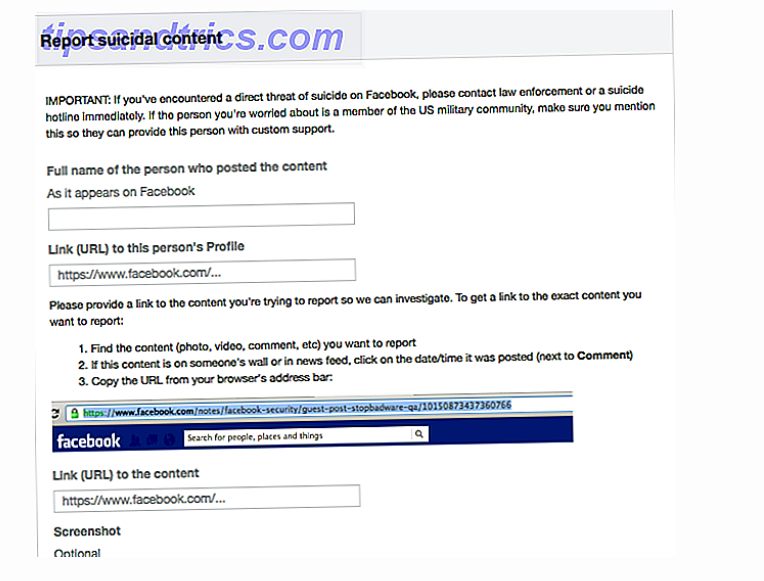 tipsandtrics.com
Report suicidal content
IMPORTANT: If you've encountered a direct threat of suicide on Facebook, please contact law enforcement or a suicide
hotline immediately. If the person you're worried about is a member of the US military community, make sure you mention
this so they can provide this person with custom support.
Full name of the person who posted the content
As it appears on Facebook
Link (URL) to this person's Profile
https://www.facebook.com/...
Please provide a link to the content you're trying to report so we can investigate. To get a link to the exact content you
want to report:
1. Find the content (photo, video, comment, etc) you want to report
2. If this content is on someone's wall or in news feed, click on the date/time it was posted (next to Comment)
3. Copy the URL from your browser's address bar:
https://www.facebook.com/notes/facebook-security/guest-post-stopbadware-qa/10150873437360766
facebook Search for people, places and things
Link (URL) to the content
https://www.facebook.com/...
Screenshot
Optional